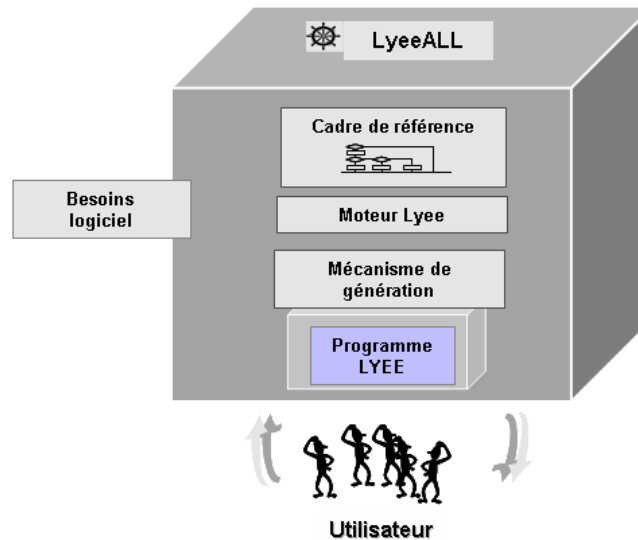 LyeeALL
Cadre de référence
Besoins
logiciel
Moteur Lyee
Mécanisme de
génération
Programme
LYEE
Utilisateur